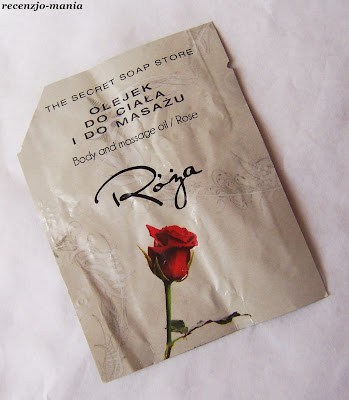 recenzjo-mania
THE SECRET SOAP STORE
OLEJEK
DO CIAŁA
I DO MASAŻU
Body and massage oil / Rose
Róża